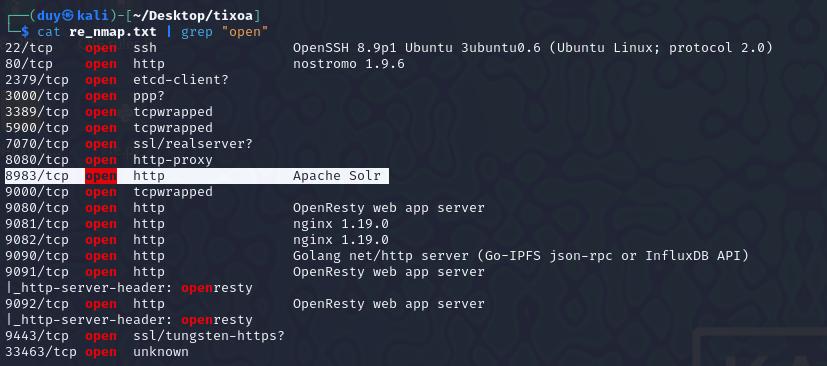 ┌──(duy㉿kali)-[~/Desktop/tixoa]
└─$ cat re_nmap.txt | grep "open"
22/tcp    open  ssh              OpenSSH 8.9p1 Ubuntu 3ubuntu0.6 (Ubuntu Linux; protocol 2.0)
80/tcp    open  http             nostromo 1.9.6
2379/tcp  open  etcd-client?
3000/tcp  open  ppp?
3389/tcp  open  tcpwrapped
5900/tcp  open  tcpwrapped
7070/tcp  open  ssl/realserver?
8080/tcp  open  http-proxy
8983/tcp  open  http             Apache Solr
9000/tcp  open  tcpwrapped
9080/tcp  open  http             OpenResty web app server
9081/tcp  open  http             nginx 1.19.0
9082/tcp  open  http             nginx 1.19.0
9090/tcp  open  http             Golang net/http server (Go-IPFS json-rpc or InfluxDB API)
9091/tcp  open  http             OpenResty web app server
|_http-server-header: openresty
9092/tcp  open  http             OpenResty web app server
|_http-server-header: openresty
9443/tcp  open  ssl/tungsten-https?
33463/tcp open  unknown